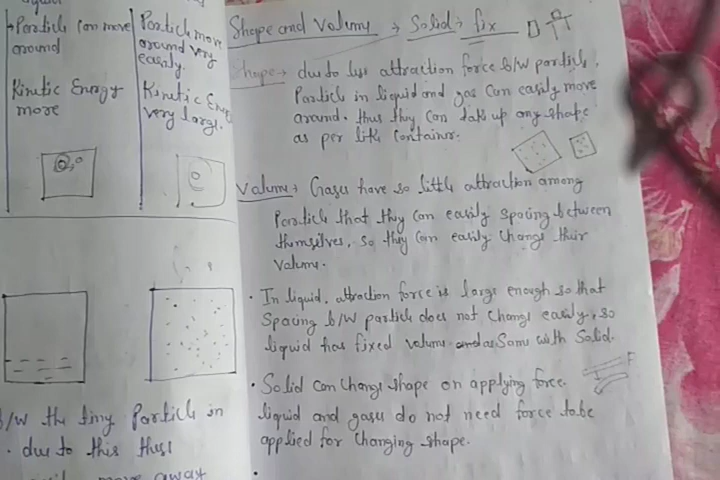 Particle can move
around
Kinetic Energy
more
Particle move
around very
easily.
Kinetic Ene
very large.
b/w the tiny Particle in
. due to this these
move away
Shape and Volume → Solid → fix
Shape → due to less attraction force b/w particle,
Particle in liquid and gas can easily move
around. thus they can take up any shape
as per like container.
Volume → Gases have so little attraction among
Particle that they can easily spacing between
themselves, so they can easily change their
Volume.
• In liquid, attraction force is large enough so that
Spacing b/w particle does not change easily, so
liquid has fixed volume and as same with Solid.
• Solid can change shape on applying force. F
liquid and gases do not need force to be
applied for changing shape.